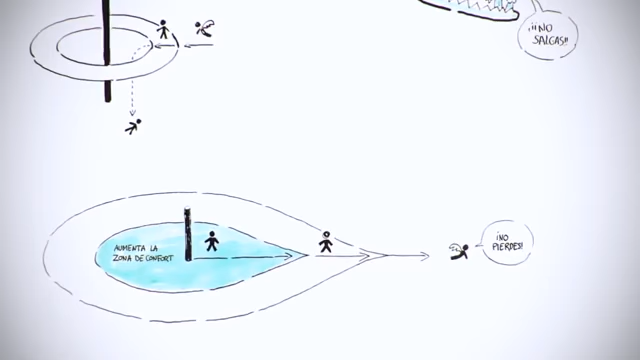 ¡¡NO
SALGAS!!
AUMENTA LA
ZONA DE CONFORT
¡NO
PIERDES!